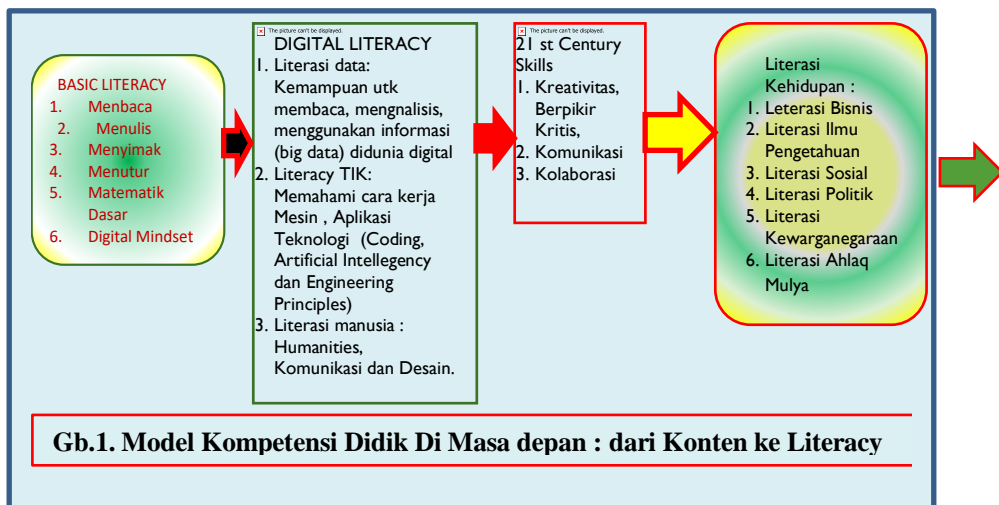 BASIC LITERACY
1. Menbaca
2. Menulis
3. Menyimak
4. Menutur
5. Matematik
Dasar
6. Digital Mindset
The picture can't be displayed.
DIGITAL LITERACY
1. Literasi data:
Kemampuan utk
membaca, mengnalisis,
menggunakan informasi
(big data) didunia digital
2. Literacy TIK:
Memahami cara kerja
Mesin , Aplikasi
Teknologi (Coding,
Artificial Intellegency
dan Engineering
Principles)
3. Literasi manusia :
Humanities,
Komunikasi dan Desain.
The picture can't be displayed.
21 st Century
Skills
1. Kreativitas,
Berpikir
Kritis,
2. Komunikasi
3. Kolaborasi
Literasi
Kehidupan :
1. Leterasi Bisnis
2. Literasi Ilmu
Pengetahuan
3. Literasi Sosial
4. Literasi Politik
5. Literasi
Kewarganegaraan
6. Literasi Ahlaq
Mulya
Gb.1. Model Kompetensi Didik Di Masa depan : dari Konten ke Literacy